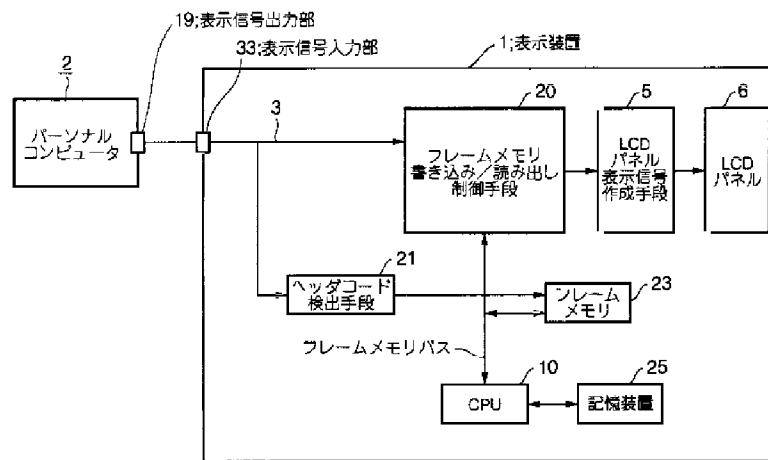 19;表示信号出力部
33;表示信号入力部
1;表示装置
2
パーソナル
コンピュータ
3
20
フレームメモリ
書き込み/読み出し
制御手段
5
LCD
パネル
表示信号
作成手段
6
LCD
パネル
21
ヘッダコード
検出手段
23
フレーム
メモリ
フレームメモリバス
10
CPU
25
記憶装置